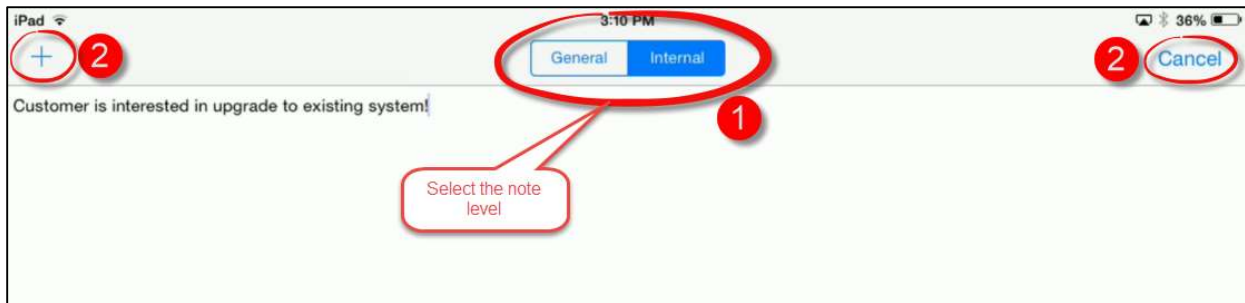 iPad 3:10 PM 36%
+ 2 General Internal 2 Cancel
Customer is interested in upgrade to existing system!
1
Select the note
level